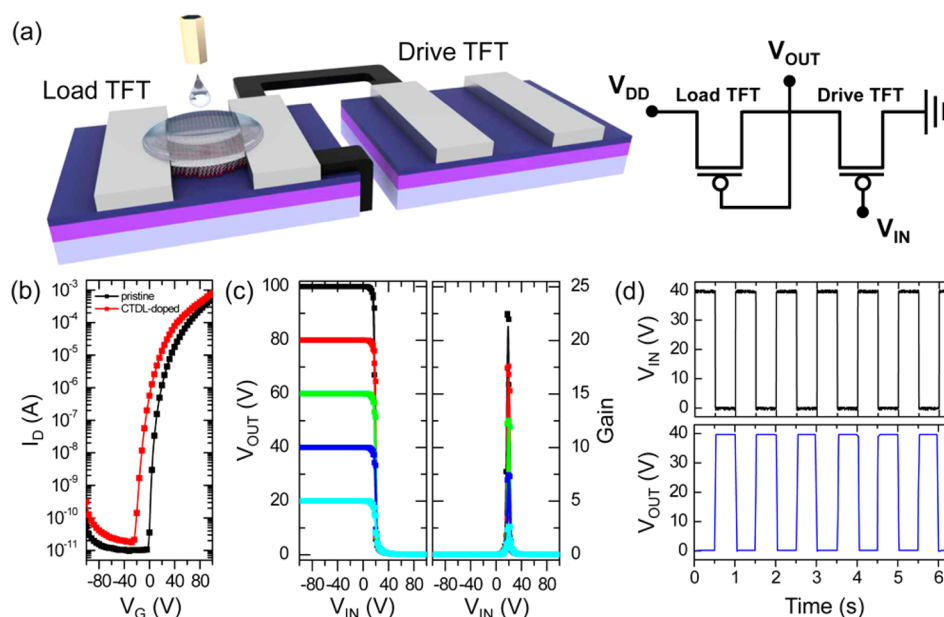 (a)
Load TFT
Drive TFT
V_OUT
V_DD
Load TFT
Drive TFT
V_IN
(b)
10⁻³
10⁻⁴
10⁻⁵
10⁻⁶
10⁻⁷
10⁻⁸
10⁻⁹
10⁻¹⁰
10⁻¹¹
I_D (A)
pristine
CTDL-doped
-80 -40 0 40 80
V_G (V)
(c)
100
80
60
40
20
0
V_OUT (V)
-80 -40 0 40 80
V_IN (V)
-80 -40 0 40 80
V_IN (V)
25
20
15
10
5
0
Gain
(d)
40
20
0
V_IN (V)
40
20
0
V_OUT (V)
0 1 2 3 4 5 6
Time (s)